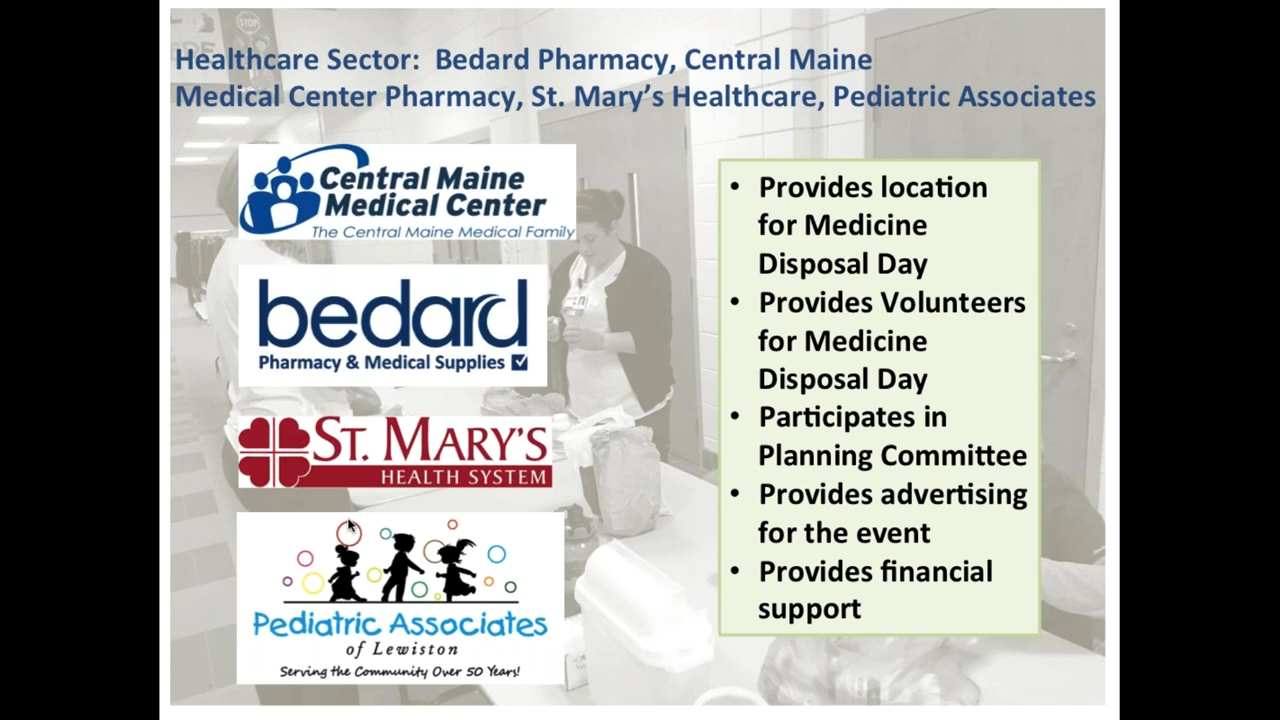 Healthcare Sector: Bedard Pharmacy, Central Maine
Medical Center Pharmacy, St. Mary's Healthcare, Pediatric Associates
Central Maine
Medical Center
The Central Maine Medical Family
bedard
Pharmacy & Medical Supplies
ST. MARY'S
HEALTH SYSTEM
Pediatric Associates
of Lewiston
Serving the Community Over 50 Years!
• Provides location
for Medicine
Disposal Day
• Provides Volunteers
for Medicine
Disposal Day
• Participates in
Planning Committee
• Provides advertising
for the event
• Provides financial
support
STOP